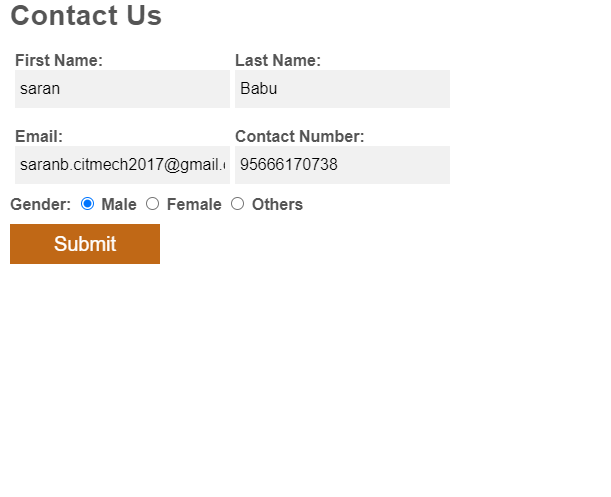 Contact Us
First Name: Last Name:
saran Babu
Email: Contact Number:
saranb.citmech2017@gmail. 95666170738
Gender: Male Female Others
Submit